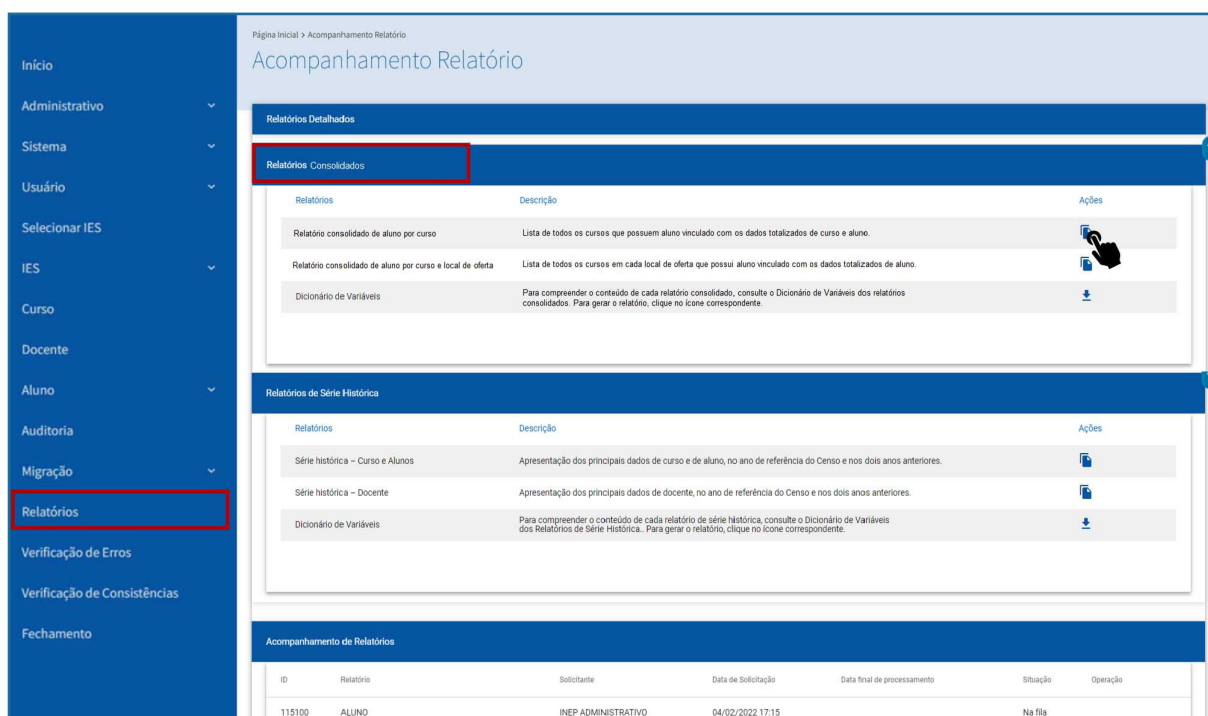 Página Inicial > Acompanhamento Relatório
Acompanhamento Relatório
Início
Administrativo
Sistema
Usuário
Selecionar IES
IES
Curso
Docente
Aluno
Auditoria
Migração
Relatórios
Verificação de Erros
Verificação de Consistências
Fechamento
Relatórios Detalhados
Relatórios Consolidados
Relatórios Descrição Ações
Relatório consolidado de aluno por curso Lista de todos os cursos que possuem aluno vinculado com os dados totalizados de curso e aluno.
Relatório consolidado de aluno por curso e local de oferta Lista de todos os cursos em cada local de oferta que possui aluno vinculado com os dados totalizados de aluno.
Dicionário de Variáveis Para compreender o conteúdo de cada relatório consolidado, consulte o Dicionário de Variáveis dos relatórios
consolidados. Para gerar o relatório, clique no ícone correspondente.
Relatórios de Série Histórica
Relatórios Descrição Ações
Série histórica – Curso e Alunos Apresentação dos principais dados de curso e de aluno, no ano de referência do Censo e nos dois anos anteriores.
Série histórica – Docente Apresentação dos principais dados de docente, no ano de referência do Censo e nos dois anos anteriores.
Dicionário de Variáveis Para compreender o conteúdo de cada relatório de série histórica, consulte o Dicionário de Variáveis
dos Relatórios de Série Histórica.. Para gerar o relatório, clique no ícone correspondente.
Acompanhamento de Relatórios
ID Relatório Solicitante Data de Solicitação Data final de processamento Situação Operação
115100 ALUNO INEP ADMINISTRATIVO 04/02/2022 17:15 Na fila